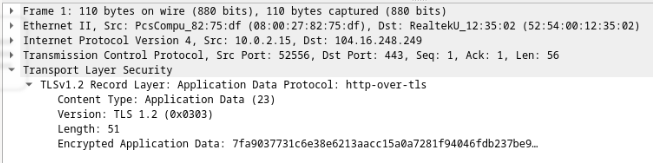 Frame 1: 110 bytes on wire (880 bits), 110 bytes captured (880 bits)
Ethernet II, Src: PcsCompu_82:75:df (08:00:27:82:75:df), Dst: RealtekU_12:35:02 (52:54:00:12:35:02)
Internet Protocol Version 4, Src: 10.0.2.15, Dst: 104.16.248.249
Transmission Control Protocol, Src Port: 52556, Dst Port: 443, Seq: 1, Ack: 1, Len: 56
Transport Layer Security
TLSv1.2 Record Layer: Application Data Protocol: http-over-tls
Content Type: Application Data (23)
Version: TLS 1.2 (0x0303)
Length: 51
Encrypted Application Data: 7fa9037731c6e38e6213aacc15a0a7281f94046fdb237be9…